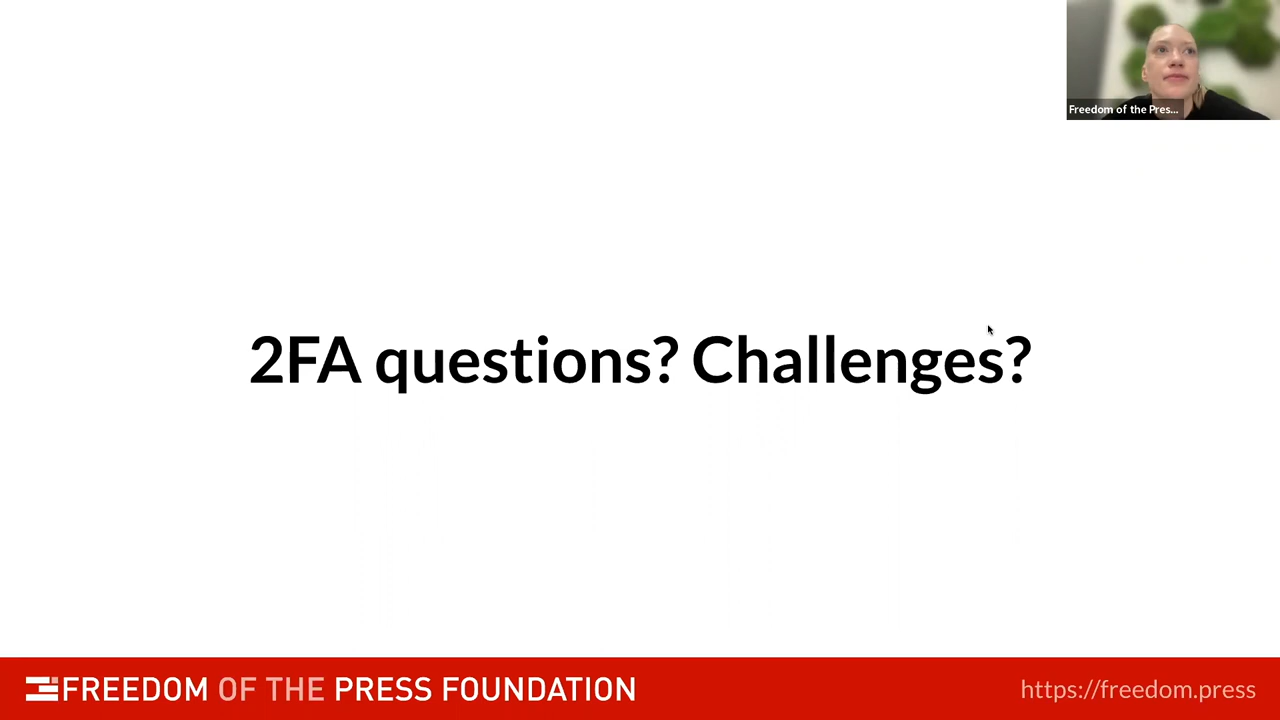 Freedom of the Pres...
2FA questions? Challenges?
FREEDOM OF THE PRESS FOUNDATION
https://freedom.press